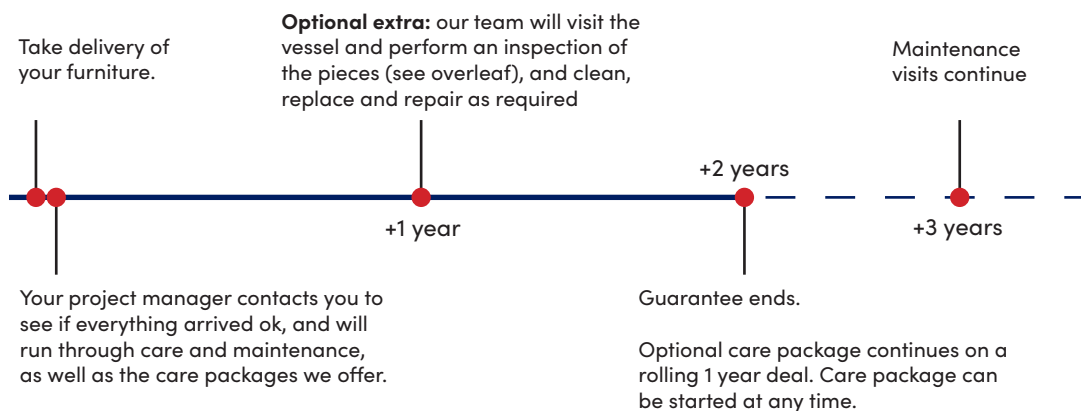 Take delivery of
your furniture.
Optional extra: our team will visit the
vessel and perform an inspection of
the pieces (see overleaf), and clean,
replace and repair as required
Maintenance
visits continue
+2 years
+1 year
+3 years
Your project manager contacts you to
see if everything arrived ok, and will
run through care and maintenance,
as well as the care packages we offer.
Guarantee ends.
Optional care package continues on a
rolling 1 year deal. Care package can
be started at any time.